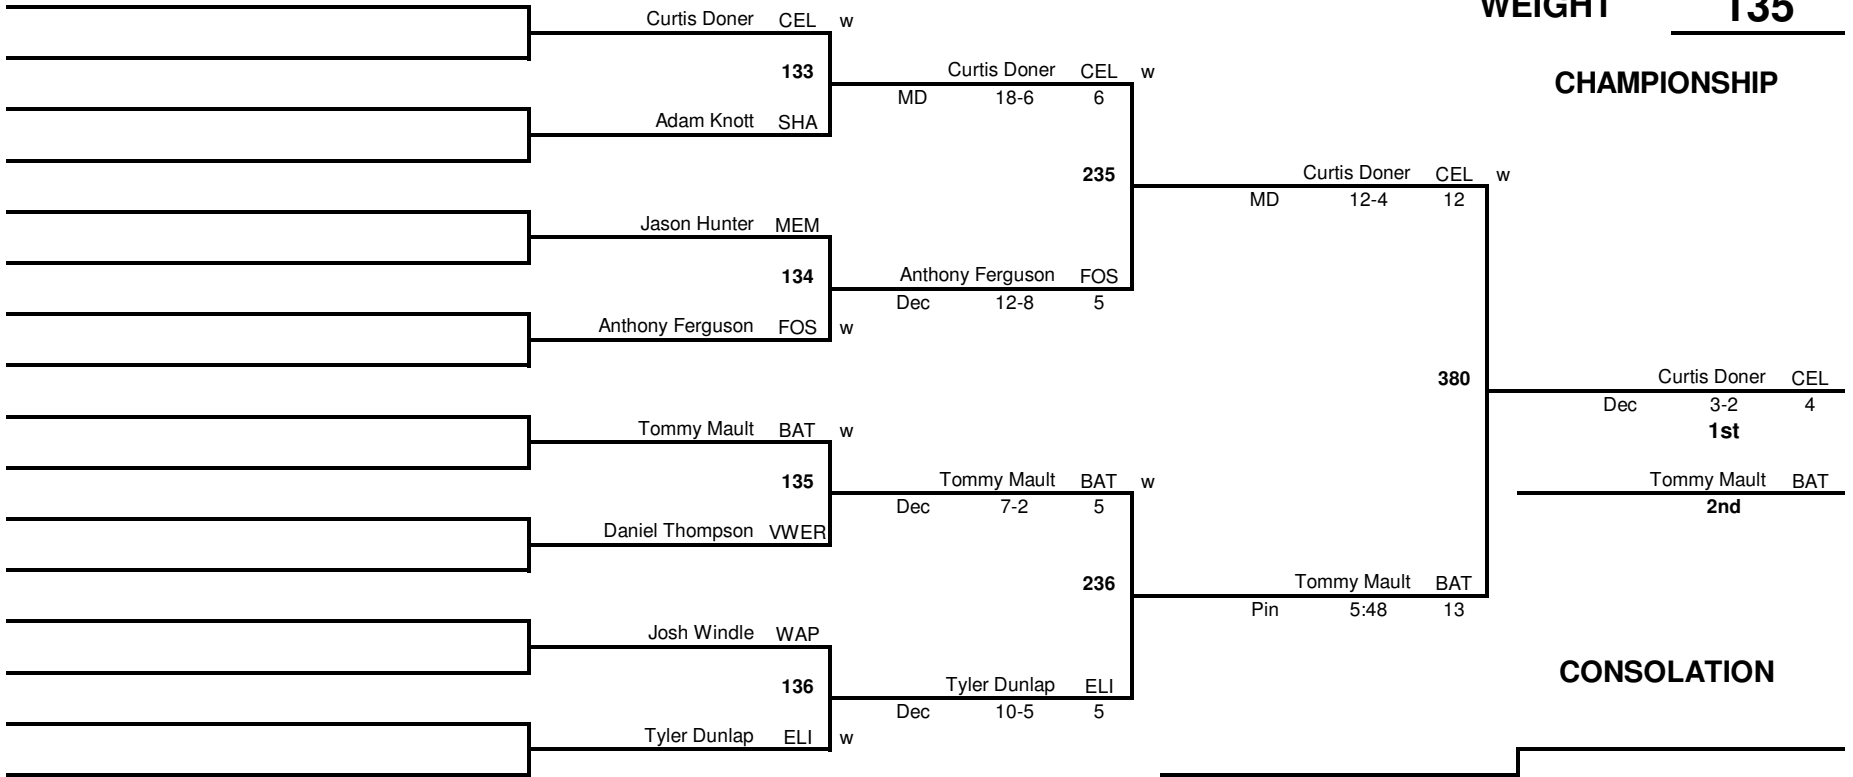 WEIGHT 135
CHAMPIONSHIP
Curtis Doner CEL w
133
Adam Knott SHA
Jason Hunter MEM
134
Anthony Ferguson FOS w
Tommy Mault BAT w
135
Daniel Thompson VWER
Josh Windle WAP
136
Tyler Dunlap ELI w
Curtis Doner CEL w
MD 18-6 6
235
Anthony Ferguson FOS
Dec 12-8 5
Tommy Mault BAT w
Dec 7-2 5
236
Tyler Dunlap ELI
Dec 10-5 5
Curtis Doner CEL w
MD 12-4 12
380
Tommy Mault BAT
Pin 5:48 13
Curtis Doner CEL
Dec 3-2 4
1st
Tommy Mault BAT
2nd
CONSOLATION